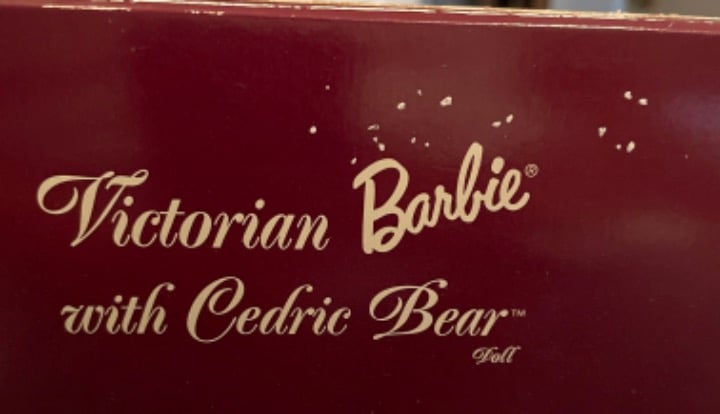 Victorian Barbie®
with Cedric Bear™
Doll